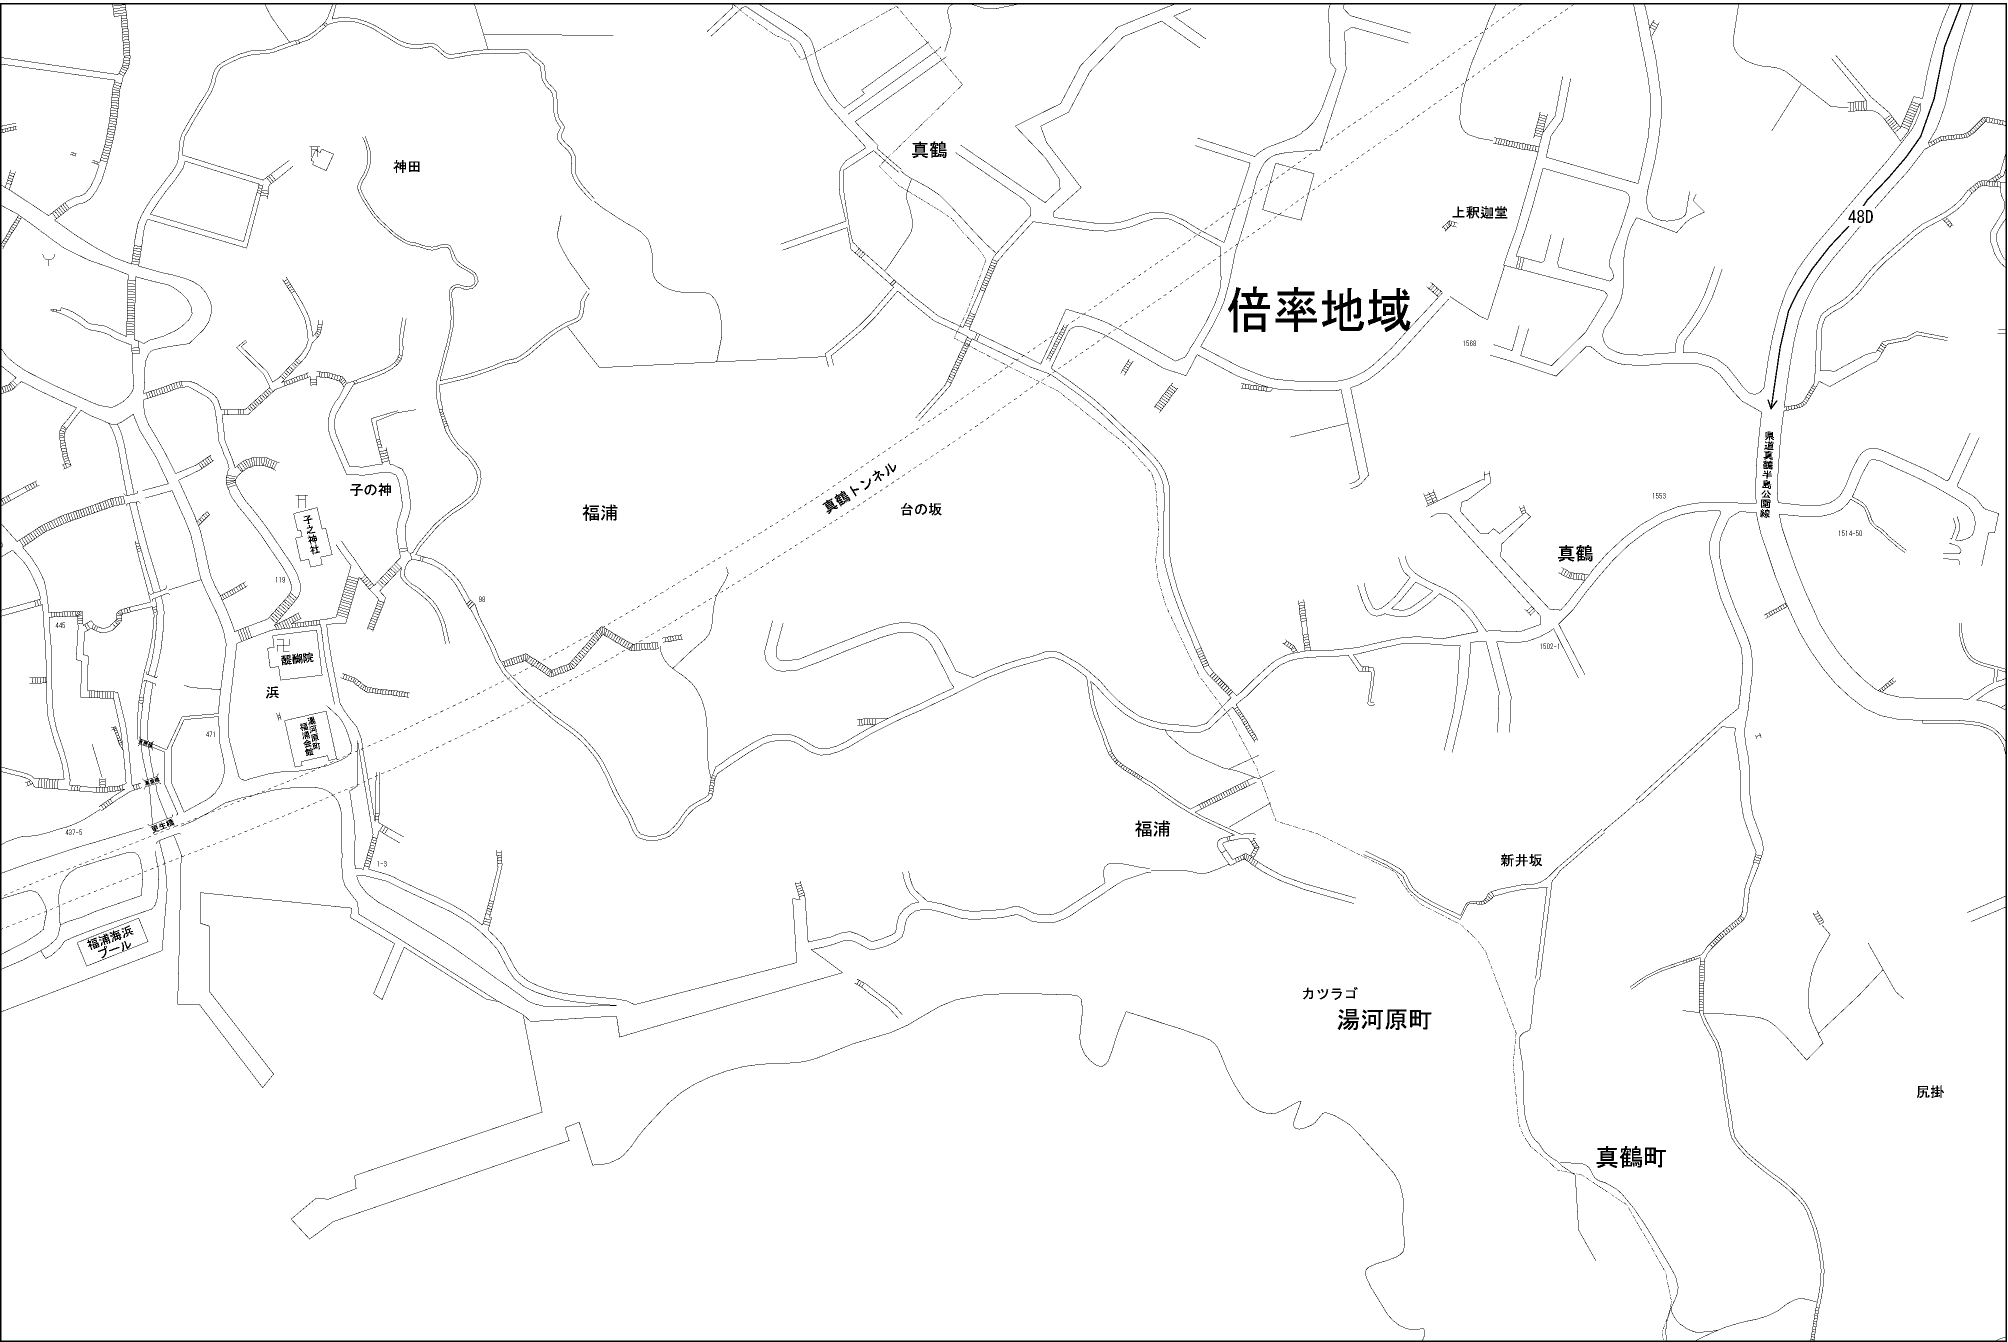 神田
真鶴
上釈迦堂
48D
倍率地域
1568
県道真鶴半島公園線
子の神
福浦
真鶴トンネル
台の坂
1553
真鶴
1514-50
子之神社
119
98
445
醍醐院
浜
1502-1
471
湯河原町
福浦会館
更生橋
437-5
1-3
福浦
新井坂
福浦海浜
プール
カツラゴ
湯河原町
尻掛
真鶴町